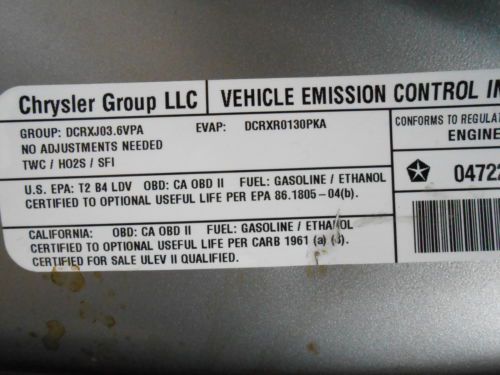 Chrysler Group LLC VEHICLE EMISSION CONTROL IN
GROUP: DCRXJ03.6VPA EVAP: DCRXR0130PKA
NO ADJUSTMENTS NEEDED
TWC / HO2S / SFI
CONFORMS TO REGULAT
ENGINE
04722
U.S. EPA: T2 B4 LDV OBD: CA OBD II FUEL: GASOLINE / ETHANOL
CERTIFIED TO OPTIONAL USEFUL LIFE PER EPA 86.1805-04(b).
CALIFORNIA: OBD: CA OBD II FUEL: GASOLINE / ETHANOL
CERTIFIED TO OPTIONAL USEFUL LIFE PER CARB 1961 (a)
CERTIFIED FOR SALE ULEV II QUALIFIED.